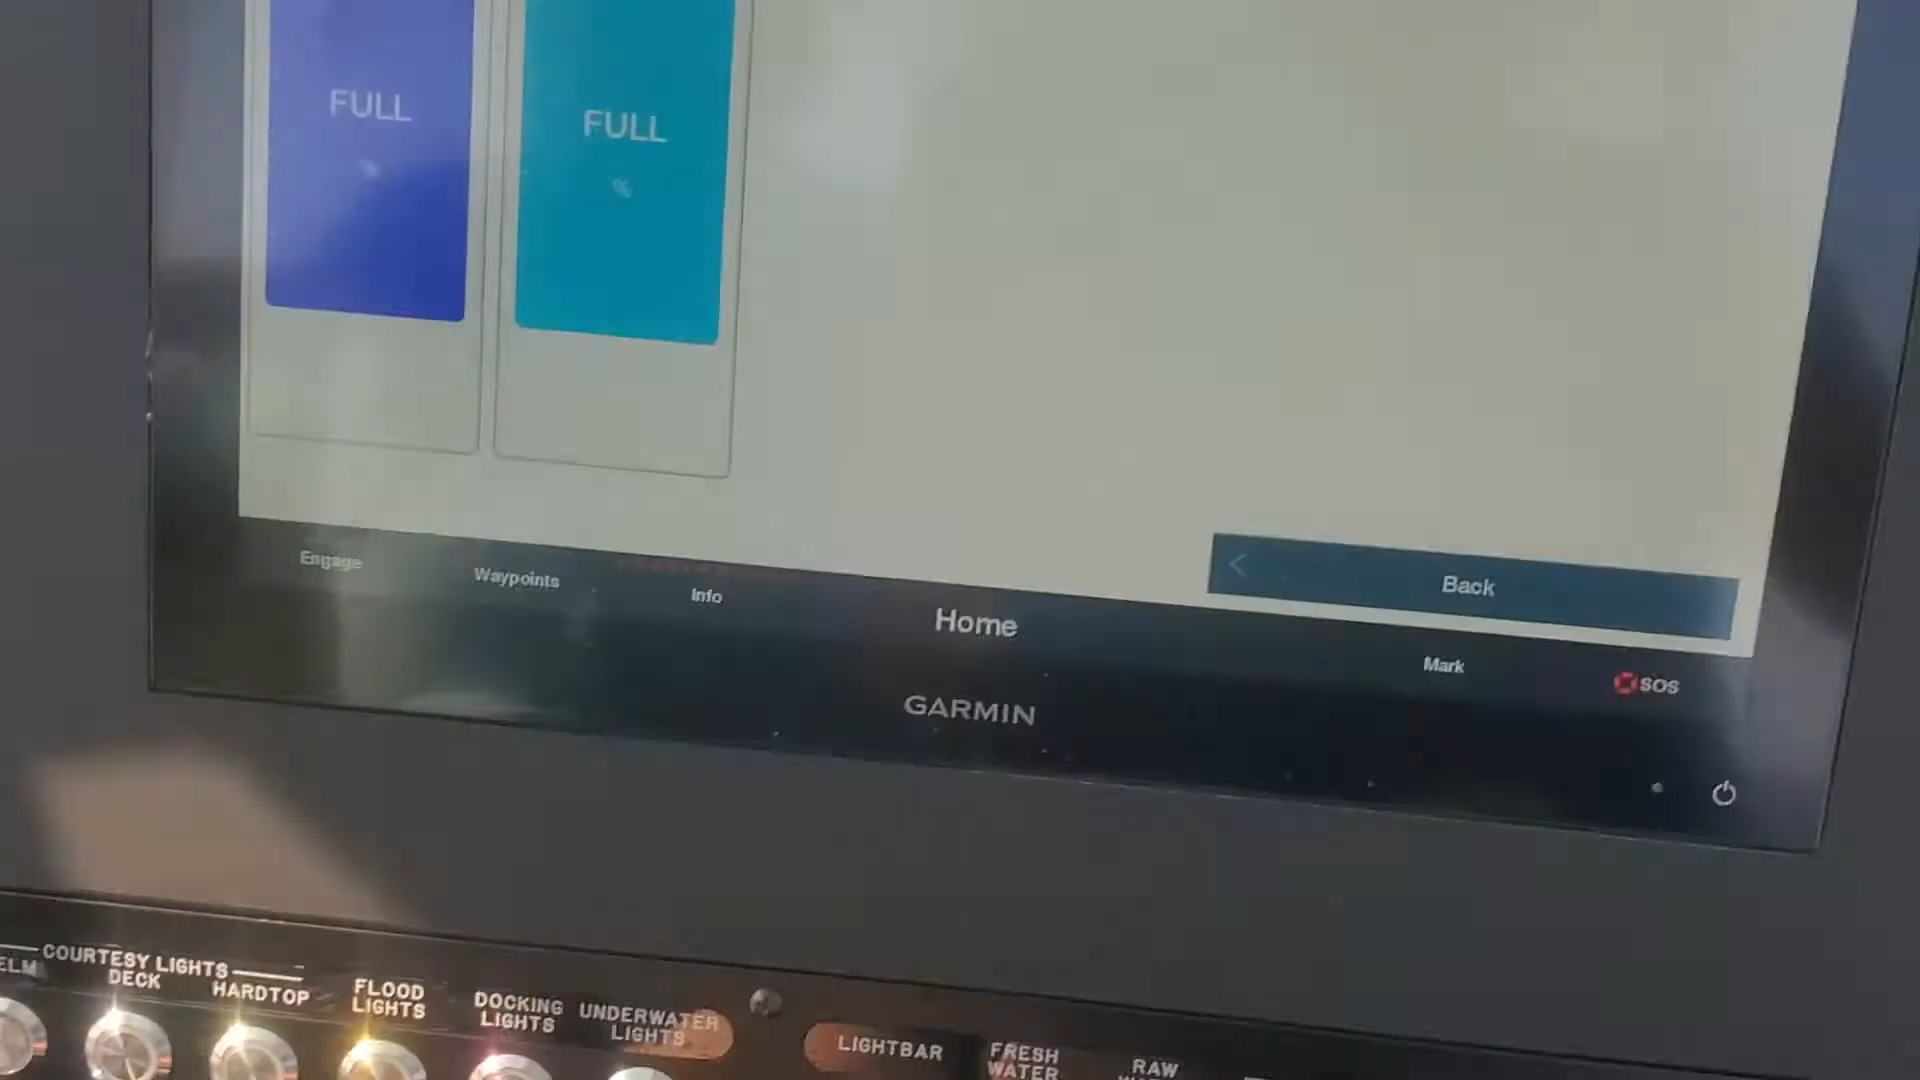 FULL
%
FULL
%
Engage
Waypoints
Info
Home
Back
Mark
SOS
GARMIN
COURTESY LIGHTS
DECK
HARDTOP
FLOOD
LIGHTS
DOCKING
LIGHTS
UNDERWATER
LIGHTS
LIGHTBAR
FRESH
WATER
RAW